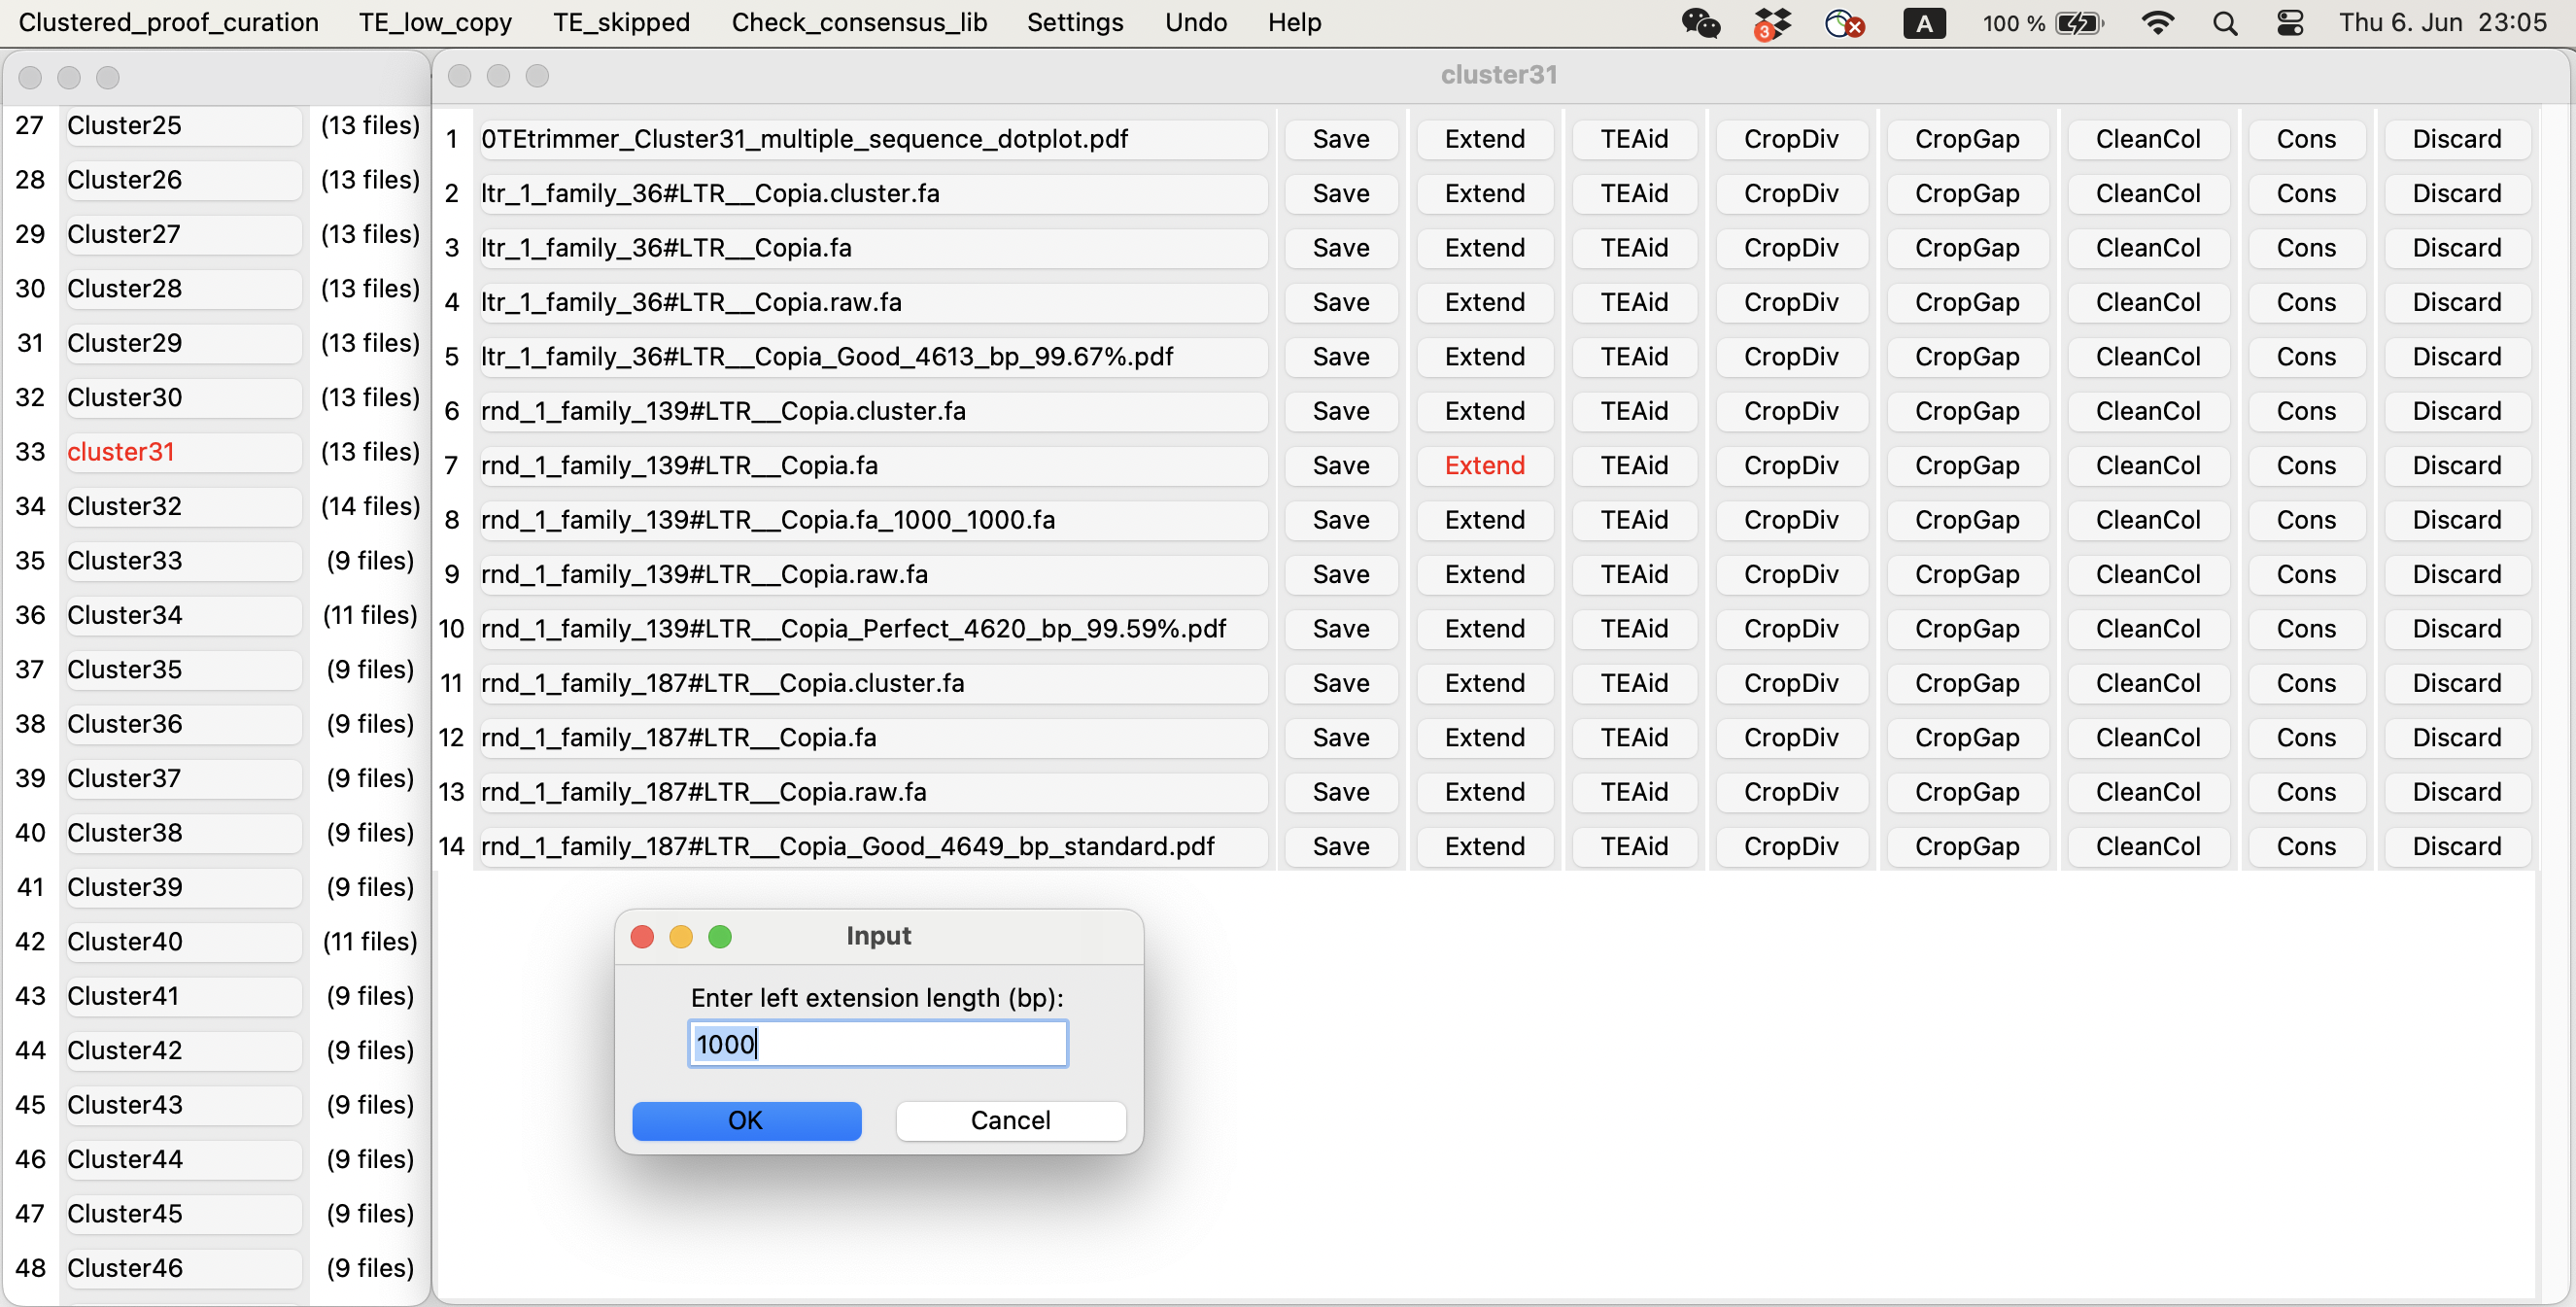 Clustered_proof_curation TE_low_copy TE_skipped Check_consensus_lib Settings Undo Help 3 A 100 % Thu 6. Jun 23:05
27 Cluster25 (13 files)
28 Cluster26 (13 files)
29 Cluster27 (13 files)
30 Cluster28 (13 files)
31 Cluster29 (13 files)
32 Cluster30 (13 files)
33 cluster31 (13 files)
34 Cluster32 (14 files)
35 Cluster33 (9 files)
36 Cluster34 (11 files)
37 Cluster35 (9 files)
38 Cluster36 (9 files)
39 Cluster37 (9 files)
40 Cluster38 (9 files)
41 Cluster39 (9 files)
42 Cluster40 (11 files)
43 Cluster41 (9 files)
44 Cluster42 (9 files)
45 Cluster43 (9 files)
46 Cluster44 (9 files)
47 Cluster45 (9 files)
48 Cluster46 (9 files)
cluster31
1 0TEtrimmer_Cluster31_multiple_sequence_dotplot.pdf Save Extend TEAid CropDiv CropGap CleanCol Cons Discard
2 ltr_1_family_36#LTR__Copia.cluster.fa Save Extend TEAid CropDiv CropGap CleanCol Cons Discard
3 ltr_1_family_36#LTR__Copia.fa Save Extend TEAid CropDiv CropGap CleanCol Cons Discard
4 ltr_1_family_36#LTR__Copia.raw.fa Save Extend TEAid CropDiv CropGap CleanCol Cons Discard
5 ltr_1_family_36#LTR__Copia_Good_4613_bp_99.67%.pdf Save Extend TEAid CropDiv CropGap CleanCol Cons Discard
6 rnd_1_family_139#LTR__Copia.cluster.fa Save Extend TEAid CropDiv CropGap CleanCol Cons Discard
7 rnd_1_family_139#LTR__Copia.fa Save Extend TEAid CropDiv CropGap CleanCol Cons Discard
8 rnd_1_family_139#LTR__Copia.fa_1000_1000.fa Save Extend TEAid CropDiv CropGap CleanCol Cons Discard
9 rnd_1_family_139#LTR__Copia.raw.fa Save Extend TEAid CropDiv CropGap CleanCol Cons Discard
10 rnd_1_family_139#LTR__Copia_Perfect_4620_bp_99.59%.pdf Save Extend TEAid CropDiv CropGap CleanCol Cons Discard
11 rnd_1_family_187#LTR__Copia.cluster.fa Save Extend TEAid CropDiv CropGap CleanCol Cons Discard
12 rnd_1_family_187#LTR__Copia.fa Save Extend TEAid CropDiv CropGap CleanCol Cons Discard
13 rnd_1_family_187#LTR__Copia.raw.fa Save Extend TEAid CropDiv CropGap CleanCol Cons Discard
14 rnd_1_family_187#LTR__Copia_Good_4649_bp_standard.pdf Save Extend TEAid CropDiv CropGap CleanCol Cons Discard
Input
Enter left extension length (bp):
1000
OK Cancel